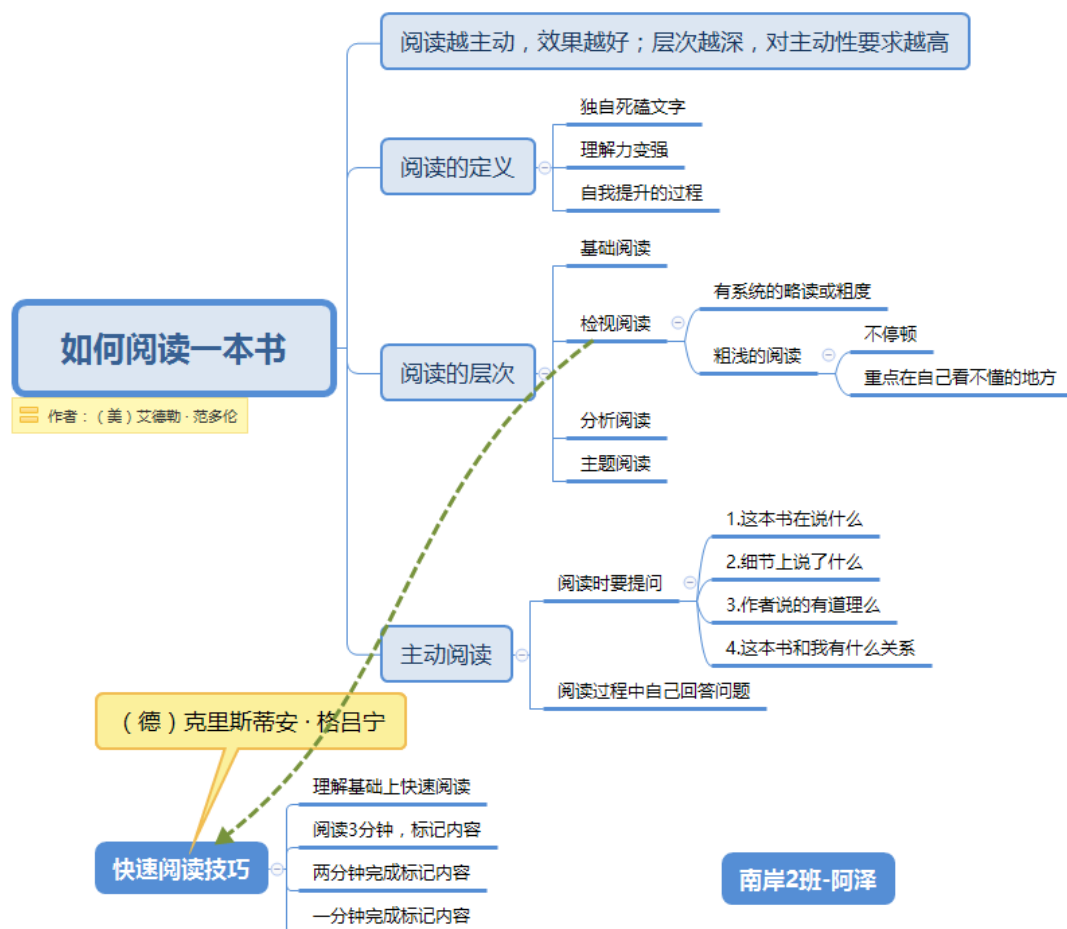 阅读越主动，效果越好；层次越深，对主动性要求越高
阅读的定义
独自死磕文字
理解力变强
自我提升的过程
如何阅读一本书
作者：（美）艾德勒·范多伦
阅读的层次
基础阅读
检视阅读
有系统的略读或粗度
粗浅的阅读
不停顿
重点在自己看不懂的地方
分析阅读
主题阅读
主动阅读
阅读时要提问
1.这本书在说什么
2.细节上说了什么
3.作者说的有道理么
4.这本书和我有什么关系
阅读过程中自己回答问题
（德）克里斯蒂安·格吕宁
快速阅读技巧
理解基础上快速阅读
阅读3分钟，标记内容
两分钟完成标记内容
一分钟完成标记内容
南岸2班-阿泽